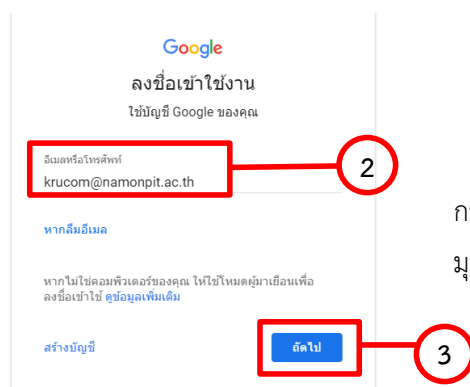 Google
ลงชื่อเข้าใช้งาน
ใช้บัญชี Google ของคุณ
อีเมลหรือโทรศัพท์
krucom@namonpit.ac.th
2
หากลืมอีเมล
หากไม่ใช่คอมพิวเตอร์ของคุณ ให้ใช้โหมดผู้มาเยือนเพื่อ
ลงชื่อเข้าใช้ ดูข้อมูลเพิ่มเติม
สร้างบัญชี
ถัดไป
3